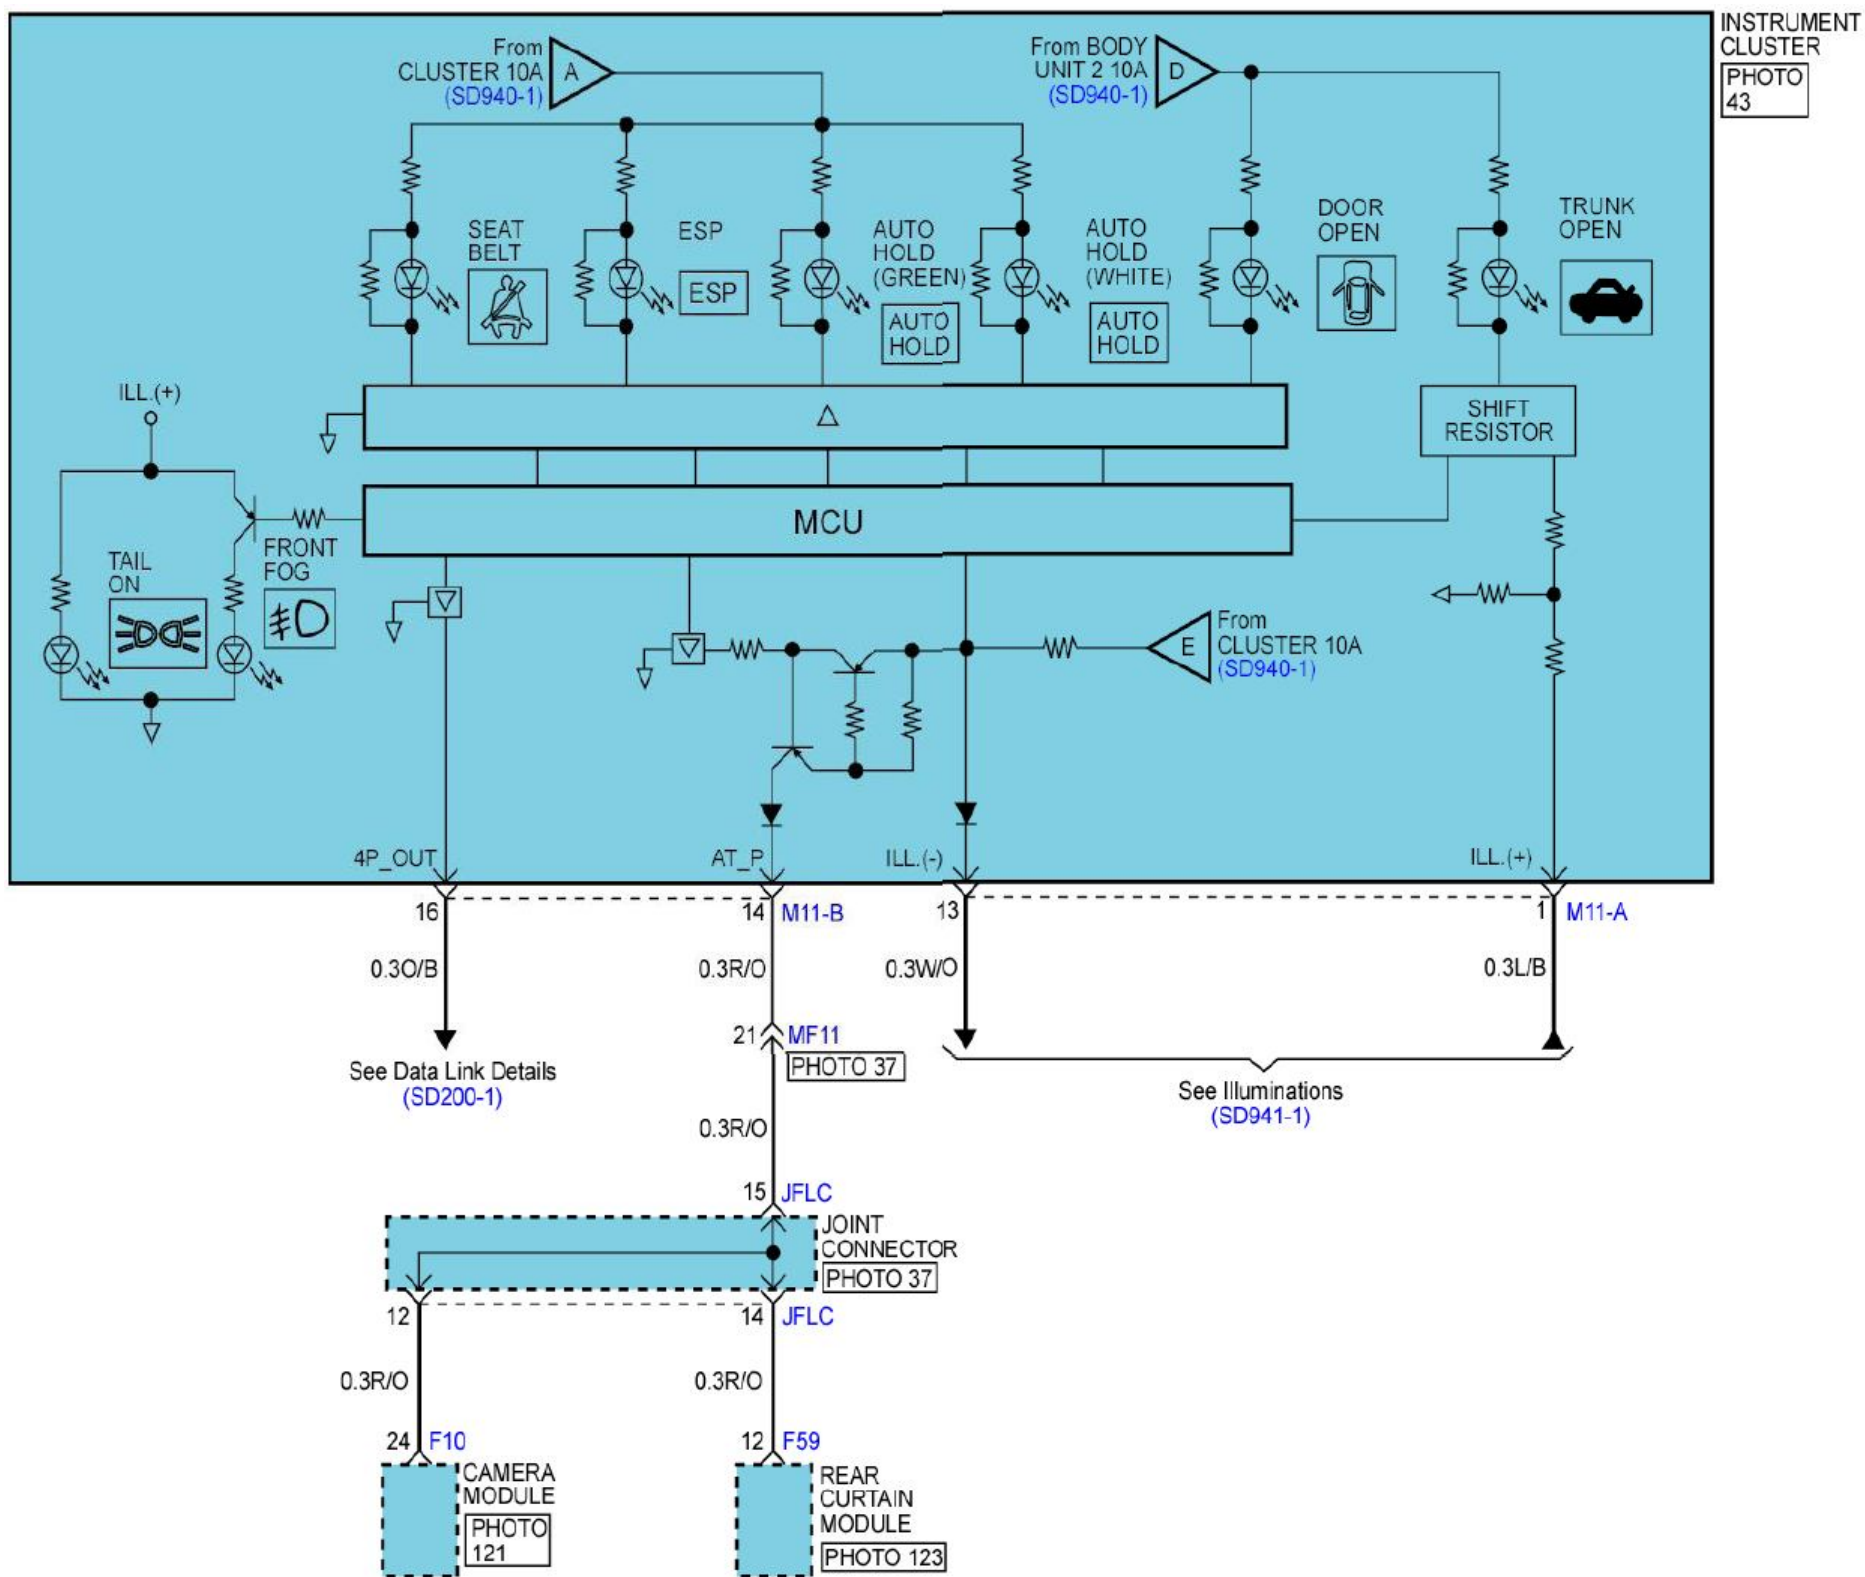 INSTRUMENT
CLUSTER
PHOTO
43
From
CLUSTER 10A
(SD940-1)
A
From BODY
UNIT 2 10A
(SD940-1)
D
SEAT
BELT
ESP
ESP
AUTO
HOLD
(GREEN)
AUTO
HOLD
AUTO
HOLD
(WHITE)
AUTO
HOLD
DOOR
OPEN
TRUNK
OPEN
ILL.(+)
SHIFT
RESISTOR
MCU
TAIL
ON
FRONT
FOG
E
From
CLUSTER 10A
(SD940-1)
4P_OUT
AT_P
ILL.(-)
ILL.(+)
16
14
M11-B
13
1
M11-A
0.3O/B
0.3R/O
0.3W/O
0.3L/B
21
MF11
PHOTO 37
See Data Link Details
(SD200-1)
See Illuminations
(SD941-1)
0.3R/O
15
JFLC
JOINT
CONNECTOR
PHOTO 37
12
14
JFLC
0.3R/O
0.3R/O
24
F10
12
F59
CAMERA
MODULE
PHOTO
121
REAR
CURTAIN
MODULE
PHOTO 123